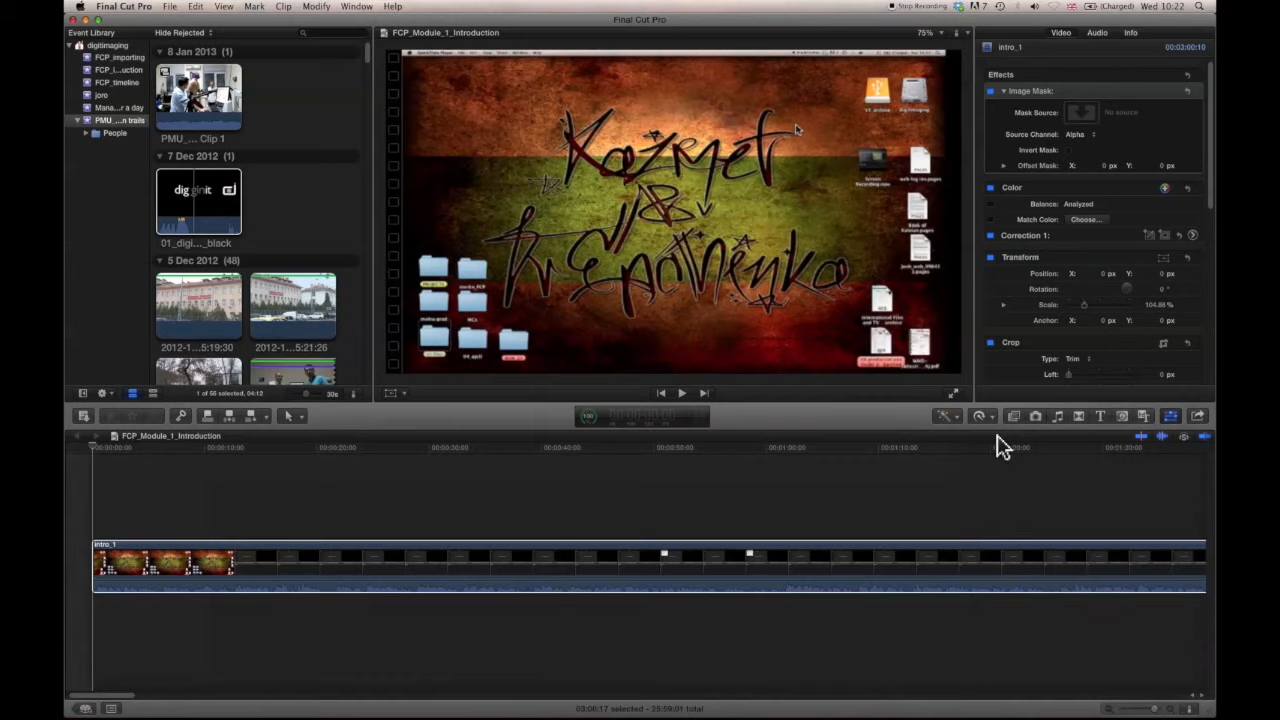 Final Cut Pro File Edit View Mark Clip Modify Window Help
Stop Recording 7 (Charged) Wed 10:22
Final Cut Pro
Event Library
Hide Rejected
FCP_Module_1_Introduction
75%
Video Audio Info
digitimaging
FCP_importing
FCP_i...uction
FCP_timeline
joro
Mana...r a day
PMU_...n trails
People
8 Jan 2013 (1)
PMU_... Clip 1
7 Dec 2012 (1)
01_digi..._black
5 Dec 2012 (48)
2012-1...5:19:30
2012-1...5:21:26
1 of 55 selected, 04:12
30s
intro_1
03:00:10
Effects
Image Mask:
Mask Source: No source
Source Channel: Alpha
Invert Mask:
Offset Mask: X: 0 px Y: 0 px
Color
Balance: Analyzed
Match Color: Choose...
Correction 1:
Transform
Position: X: 0 px Y: 0 px
Rotation: 0 °
Scale: 104.86 %
Anchor: X: 0 px Y: 0 px
Crop
Type: Trim
Left: 0 px
100
FCP_Module_1_Introduction
00:00:00:00 00:00:10:00 00:00:20:00 00:00:30:00 00:00:40:00 00:00:50:00 00:01:00:00 00:01:10:00 00:01:30:00
intro_1
03:00:17 selected - 25:59:01 total